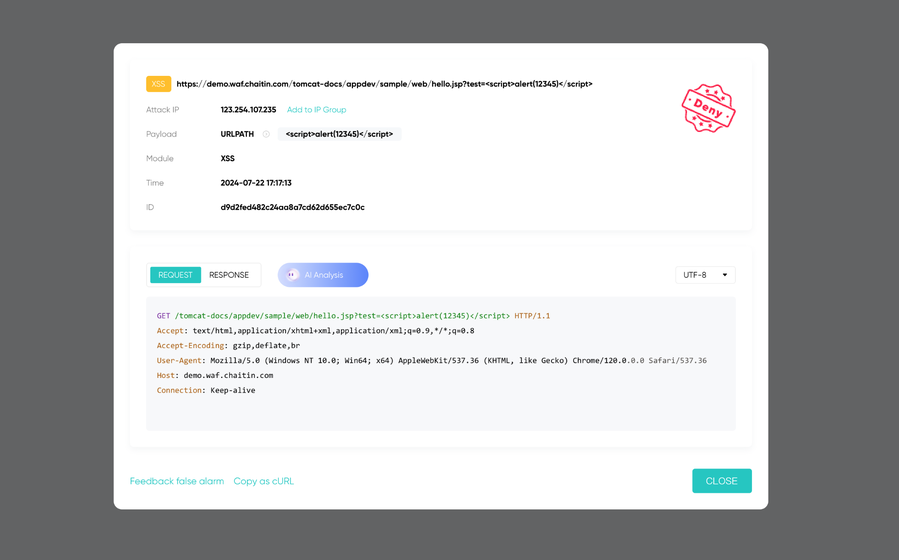 XSS https://demo.waf.chaitin.com/tomcat-docs/appdev/sample/web/hello.jsp?test=<script>alert(12345)</script>
Deny
Attack IP 123.254.107.235 Add to IP Group
Payload URLPATH <script>alert(12345)</script>
Module XSS
Time 2024-07-22 17:17:13
ID d9d2fed482c24aa8a7cd62d655ec7c0c
REQUEST RESPONSE AI Analysis UTF-8
GET /tomcat-docs/appdev/sample/web/hello.jsp?test=<script>alert(12345)</script> HTTP/1.1
Accept: text/html,application/xhtml+xml,application/xml;q=0.9,*/*;q=0.8
Accept-Encoding: gzip,deflate,br
User-Agent: Mozilla/5.0 (Windows NT 10.0; Win64; x64) AppleWebKit/537.36 (KHTML, like Gecko) Chrome/120.0.0.0 Safari/537.36
Host: demo.waf.chaitin.com
Connection: Keep-alive
Feedback false alarm Copy as cURL CLOSE